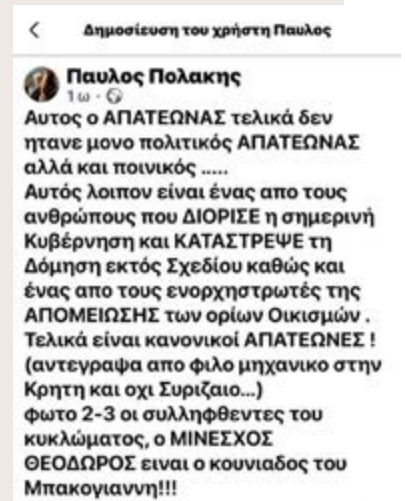 Δημοσίευση του χρήστη Παυλος
Παυλος Πολακης
1 ω ·
Αυτος ο ΑΠΑΤΕΩΝΑΣ τελικά δεν
ητανε μονο πολιτικός ΑΠΑΤΕΩΝΑΣ
αλλά και ποινικός .....
Αυτός λοιπον είναι ένας απο τους
ανθρώπους που ΔΙΟΡΙΣΕ η σημερινή
Κυβέρνηση και ΚΑΤΑΣΤΡΕΨΕ τη
Δόμηση εκτός Σχεδίου καθώς και
ένας απο τους ενορχηστρωτές της
ΑΠΟΜΕΙΩΣΗΣ των ορίων Οικισμών .
Τελικά είναι κανονικοί ΑΠΑΤΕΩΝΕΣ !
(αντεγραψα απο φιλο μηχανικο στην
Κρητη και οχι Συριζαιο...)
φωτο 2-3 οι συλληφθεντες του
κυκλώματος, ο ΜΙΝΕΣΧΟΣ
ΘΕΟΔΩΡΟΣ ειναι ο κουνιαδος του
Μπακογιαννη!!!